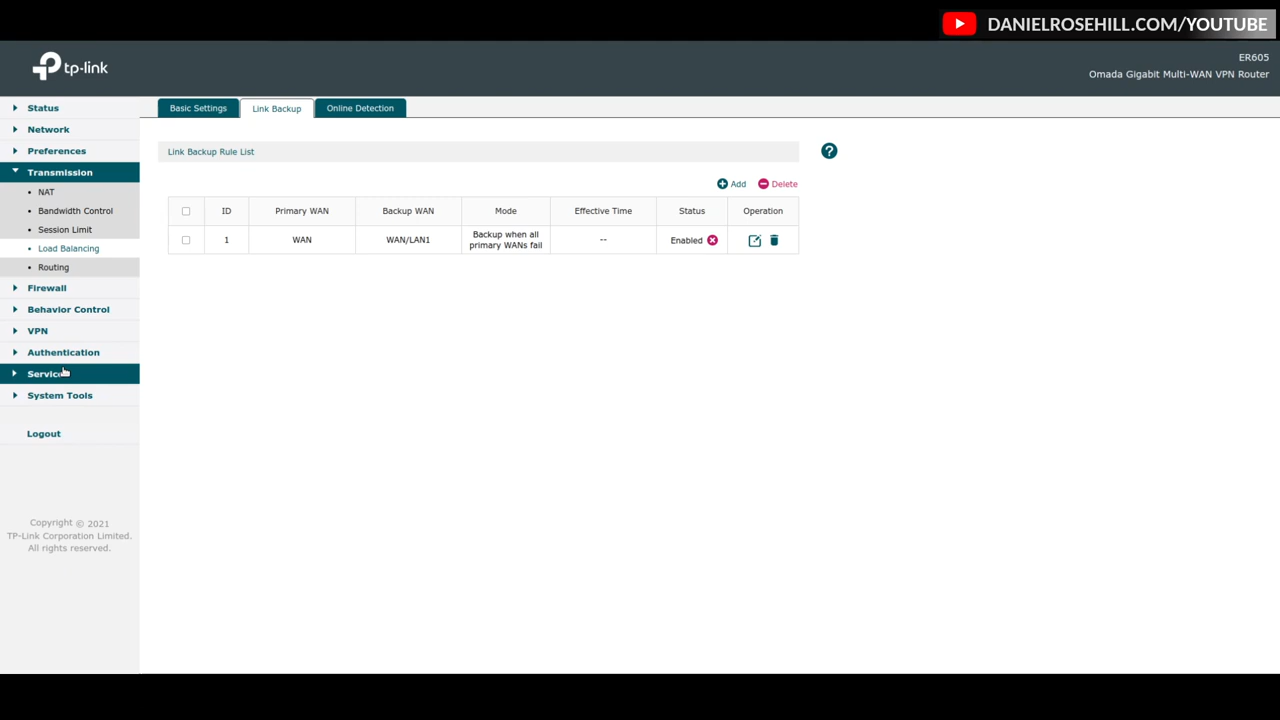 DANIELROSEHILL.COM/YOUTUBE
tp-link
ER605
Omada Gigabit Multi-WAN VPN Router
Status
Network
Preferences
Transmission
NAT
Bandwidth Control
Session Limit
Load Balancing
Routing
Firewall
Behavior Control
VPN
Authentication
System Tools
Logout
Copyright © 2021
TP-Link Corporation Limited.
All rights reserved.
Basic Settings
Link Backup
Online Detection
Link Backup Rule List
?
Add
Delete
ID Primary WAN Backup WAN Mode Effective Time Status Operation
1 WAN WAN/LAN1 Backup when all primary WANs fail -- Enabled